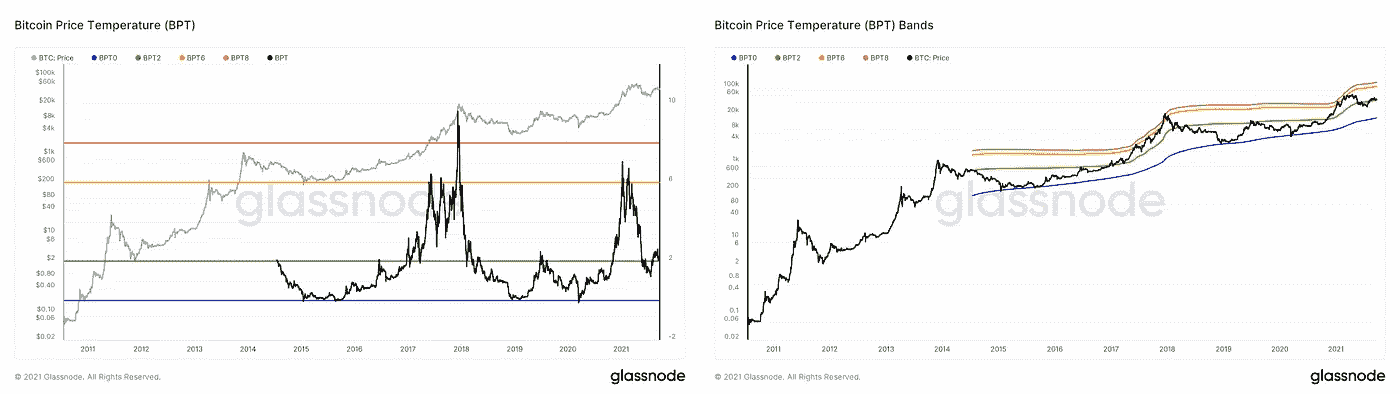 Bitcoin Price Temperature (BPT)
BTC: Price BPT0 BPT2 BPT6 BPT8 BPT
$100k
$60k
$20k
$8k
$4k
$1k
$600
$200
$80
$40
$10
$6
$2
$0.80
$0.40
$0.10
$0.06
$0.02
10
6
2
-2
2011 2012 2013 2014 2015 2016 2017 2018 2019 2020 2021
glassnode
© 2021 Glassnode. All Rights Reserved.
glassnode
Bitcoin Price Temperature (BPT) Bands
BPT0 BPT2 BPT6 BPT8 BTC: Price
100k
60k
20k
8k
4k
1k
600
200
80
40
10
6
2
0.8
0.4
0.1
0.06
0.02
2011 2012 2013 2014 2015 2016 2017 2018 2019 2020 2021
glassnode
© 2021 Glassnode. All Rights Reserved.
glassnode